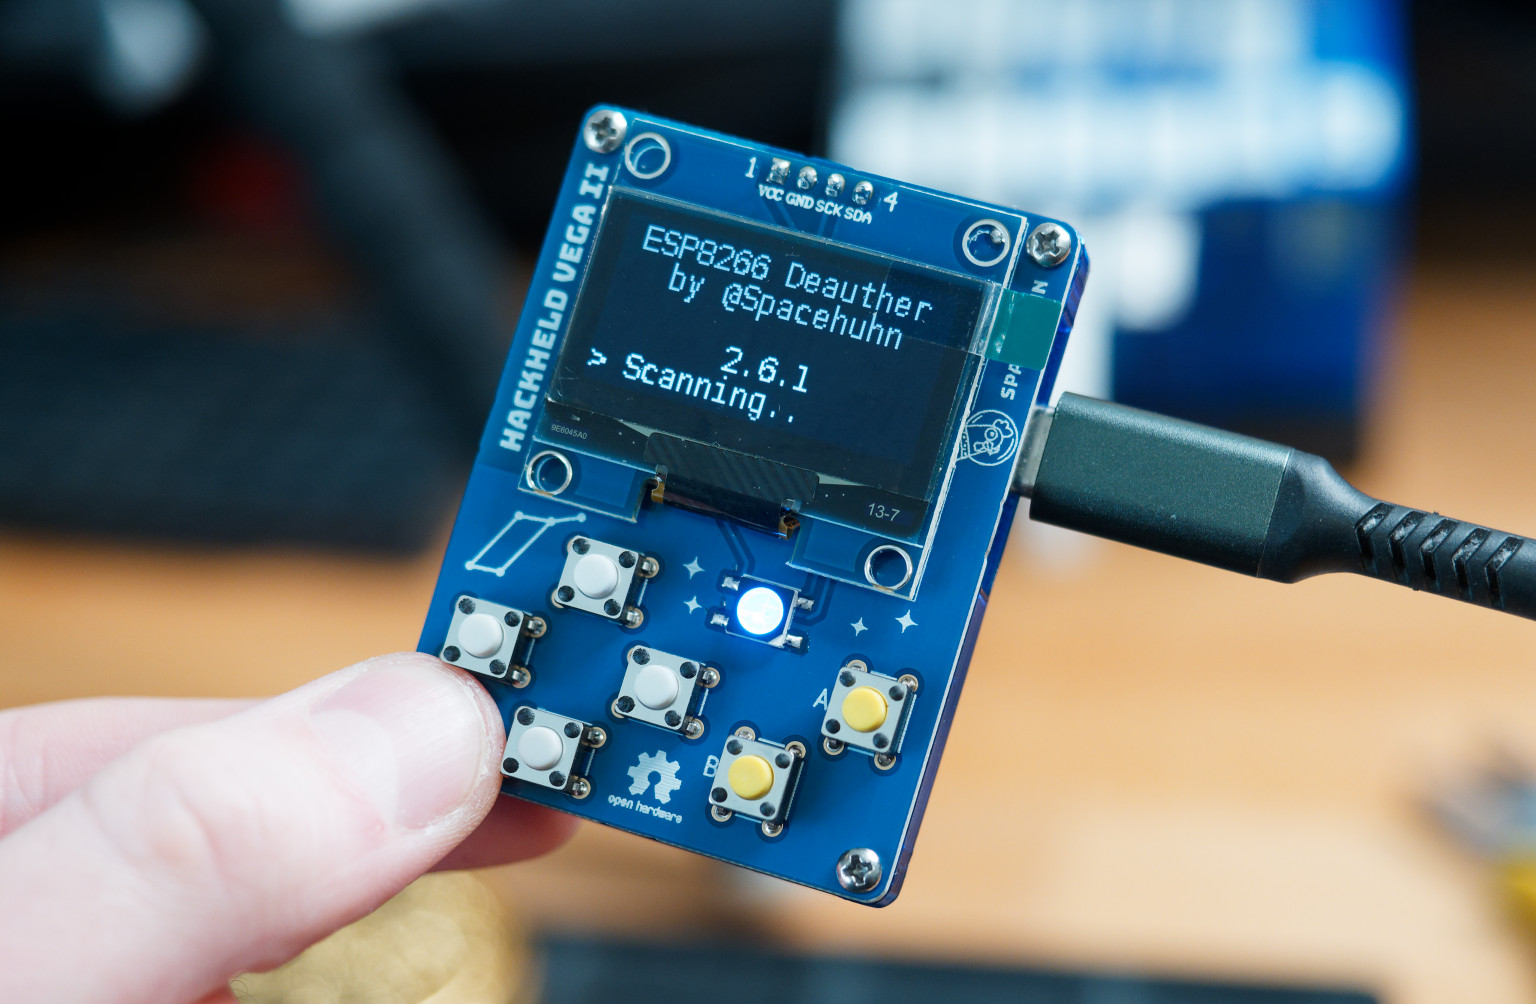 HACKHELD VEGA II
1
VCC GND SCK SDA
4
ESP8266 Deauther
by @Spacehuhn
2.6.1
> Scanning..
9E6045A0
13-7
N
SPA
A
B
open hardware